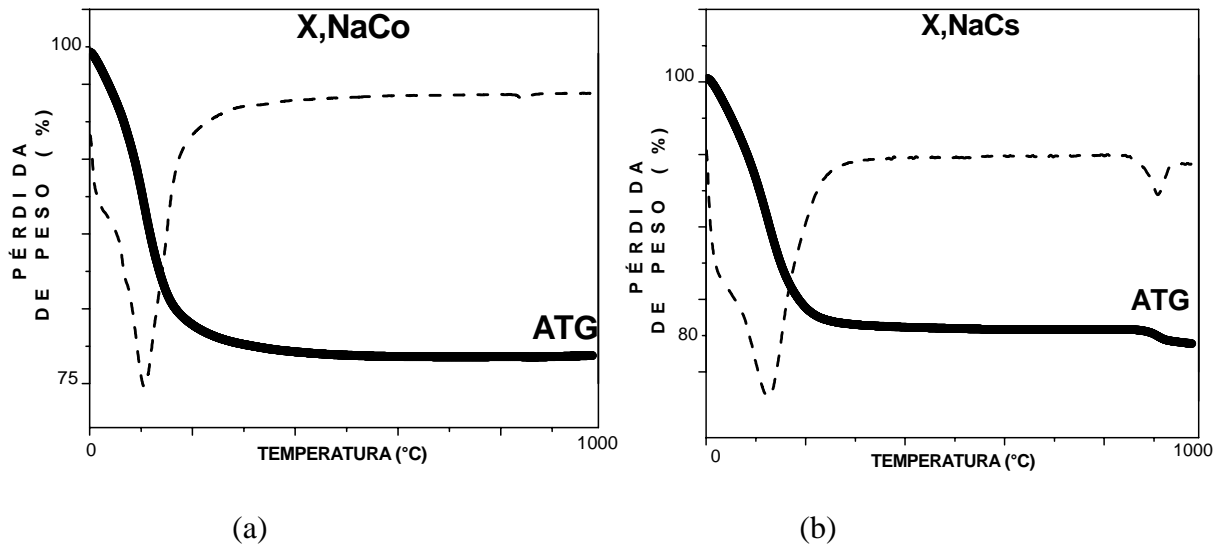 X,NaCo
100
PÉRDIDA
DE PESO (%)
ATG
75
0
1000
TEMPERATURA (°C)
(a)
X,NaCs
100
PÉRDIDA
DE PESO (%)
ATG
80
0
1000
TEMPERATURA (°C)
(b)